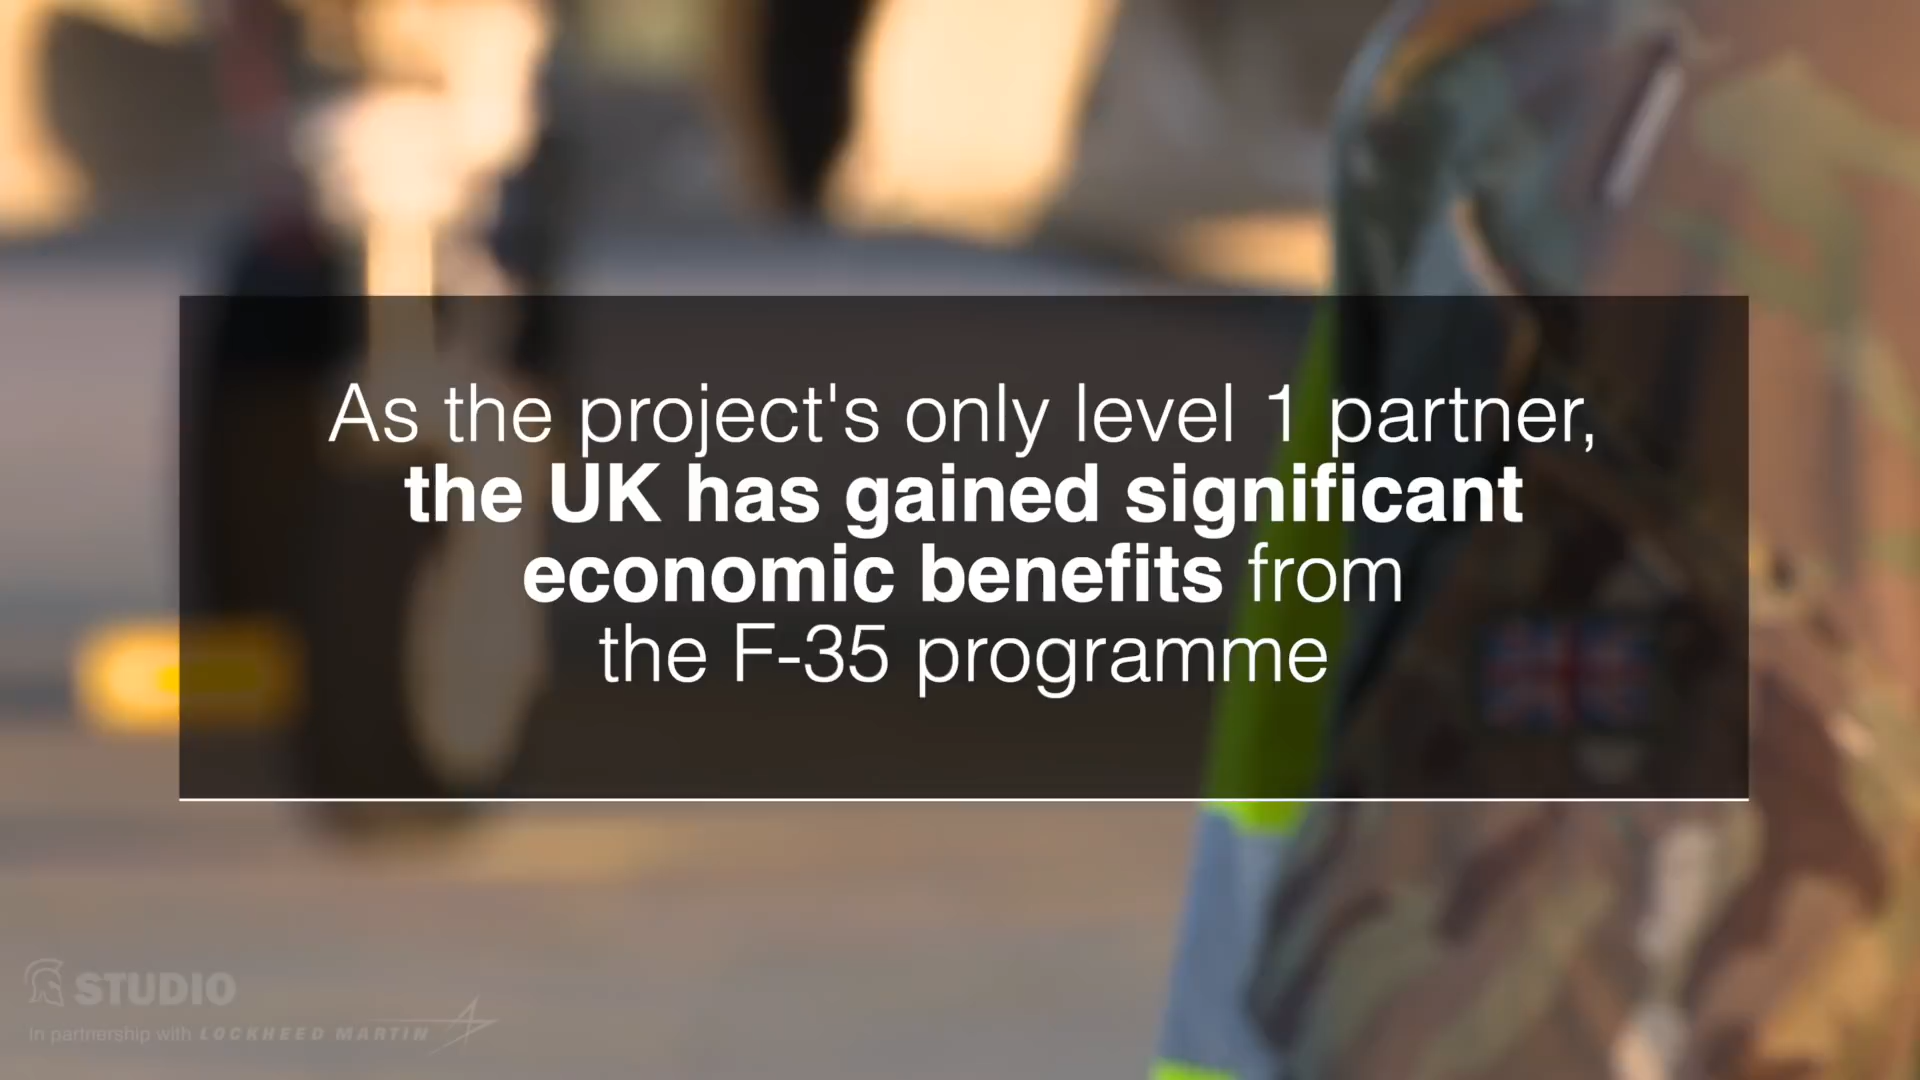 As the project's only level 1 partner,
the UK has gained significant
economic benefits from
the F-35 programme
STUDIO
In partnership with LOCKHEED MARTIN